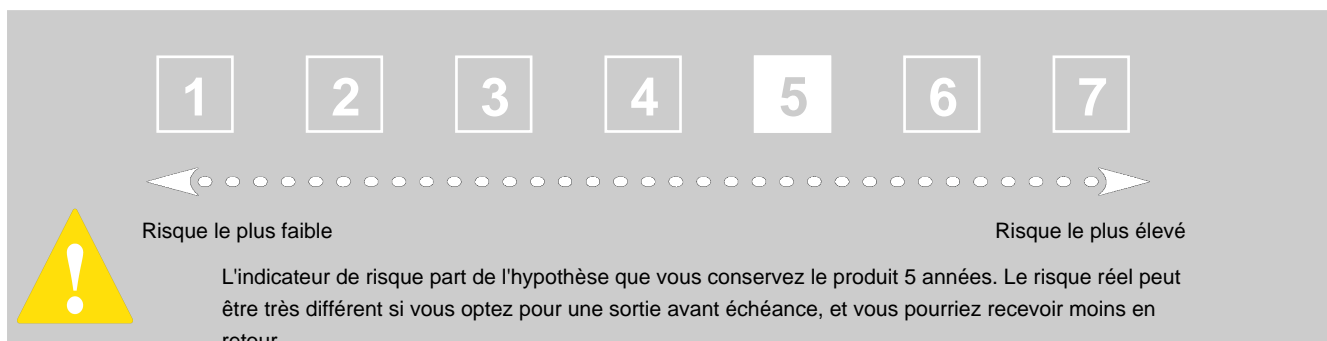 1 2 3 4 5 6 7
Risque le plus faible Risque le plus élevé
!
L'indicateur de risque part de l'hypothèse que vous conservez le produit 5 années. Le risque réel peut
être très différent si vous optez pour une sortie avant échéance, et vous pourriez recevoir moins en
retour